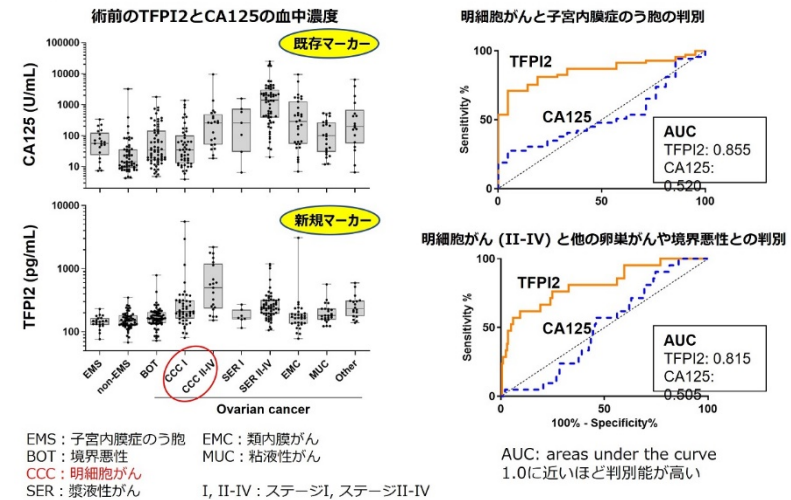 術前のTFPI2とCA125の血中濃度
既存マーカー
CA125 (U/mL)
100000
10000
1000
100
10
新規マーカー
TFPI2 (pg/mL)
10000
1000
100
EMS
non-EMS
BOT
CCC I
CCC II-IV
SER I
SER II-IV
EMC
MUC
Other
Ovarian cancer
EMS：子宮内膜症のう胞
EMC：類内膜がん
BOT：境界悪性
MUC：粘液性がん
CCC：明細胞がん
SER：漿液性がん
I, II-IV：ステージI, ステージII-IV
明細胞がんと子宮内膜症のう胞の判別
Sensitivity %
100
50
0
TFPI2
CA125
AUC
TFPI2: 0.855
CA125:
0.520
0
50
100
明細胞がん (II-IV) と他の卵巣がんや境界悪性との判別
Sensitivity %
100
50
0
TFPI2
CA125
AUC
TFPI2: 0.815
CA125:
0.505
0
50
100
100% - Specificity%
AUC: areas under the curve
1.0に近いほど判別能が高い